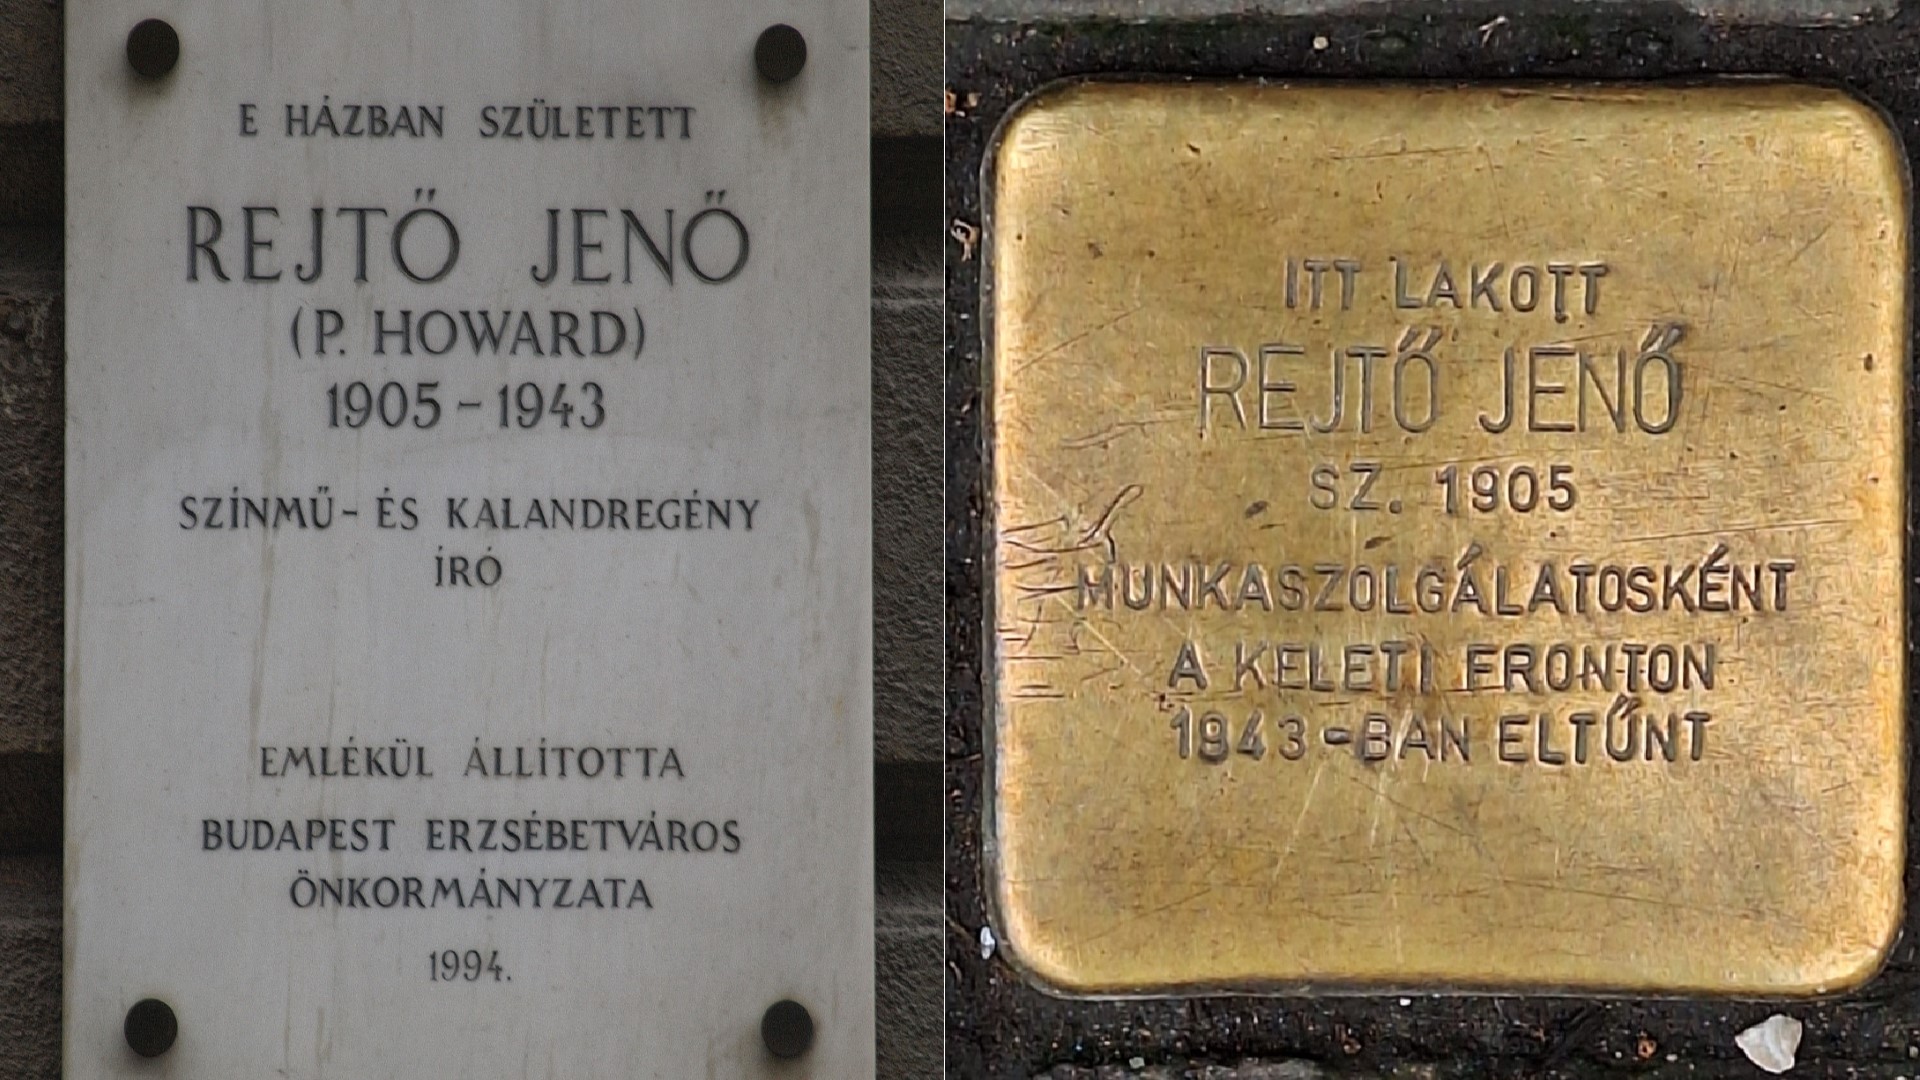 E HÁZBAN SZÜLETETT
REJTŐ JENŐ
(P. HOWARD)
1905 – 1943
SZÍNMŰ- ÉS KALANDREGÉNY
ÍRÓ
EMLÉKÜL ÁLLÍTOTTA
BUDAPEST ERZSÉBETVÁROS
ÖNKORMÁNYZATA
1994.
ITT LAKOTT
REJTŐ JENŐ
SZ. 1905
MUNKASZOLGÁLATOSKÉNT
A KELETI FRONTON
1943-BAN ELTŰNT